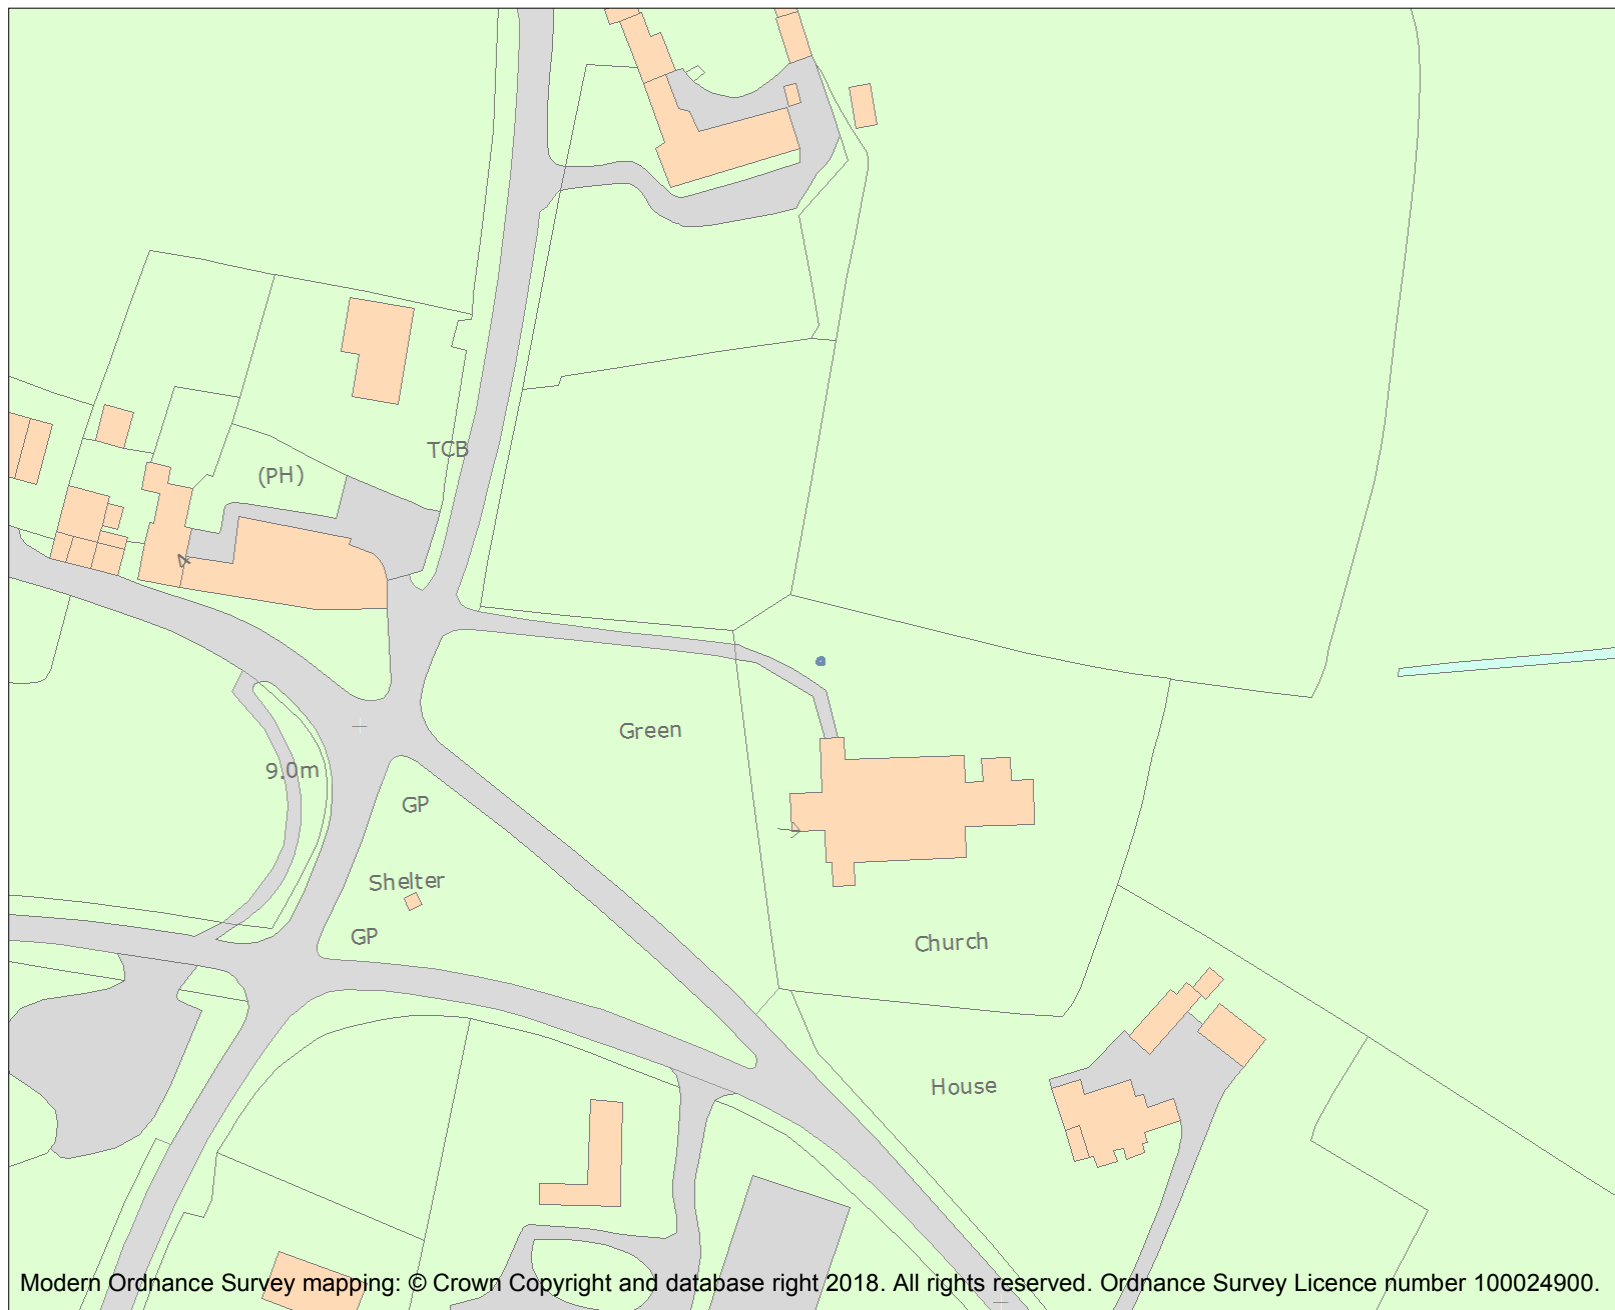 TCB
(PH)
4
Green
9.0m
GP
Shelter
GP
Church
House
Modern Ordnance Survey mapping: © Crown Copyright and database right 2018. All rights reserved. Ordnance Survey Licence number 100024900.